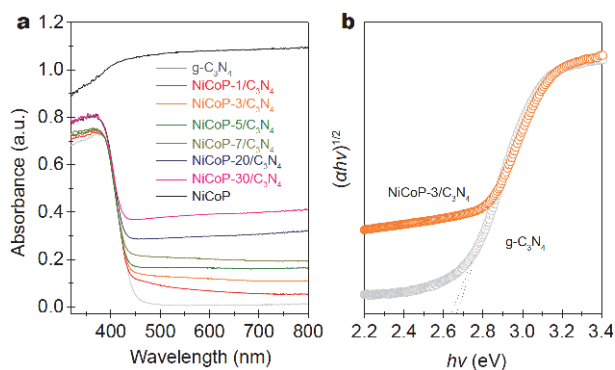 a
Absorbance (a.u.)
1.2
1.0
0.8
0.6
0.4
0.2
0.0
g-C₃N₄
NiCoP-1/C₃N₄
NiCoP-3/C₃N₄
NiCoP-5/C₃N₄
NiCoP-7/C₃N₄
NiCoP-20/C₃N₄
NiCoP-30/C₃N₄
NiCoP
400 500 600 700 800
Wavelength (nm)
b
(αhv)¹/²
NiCoP-3/C₃N₄
g-C₃N₄
2.2 2.4 2.6 2.8 3.0 3.2 3.4
hv (eV)